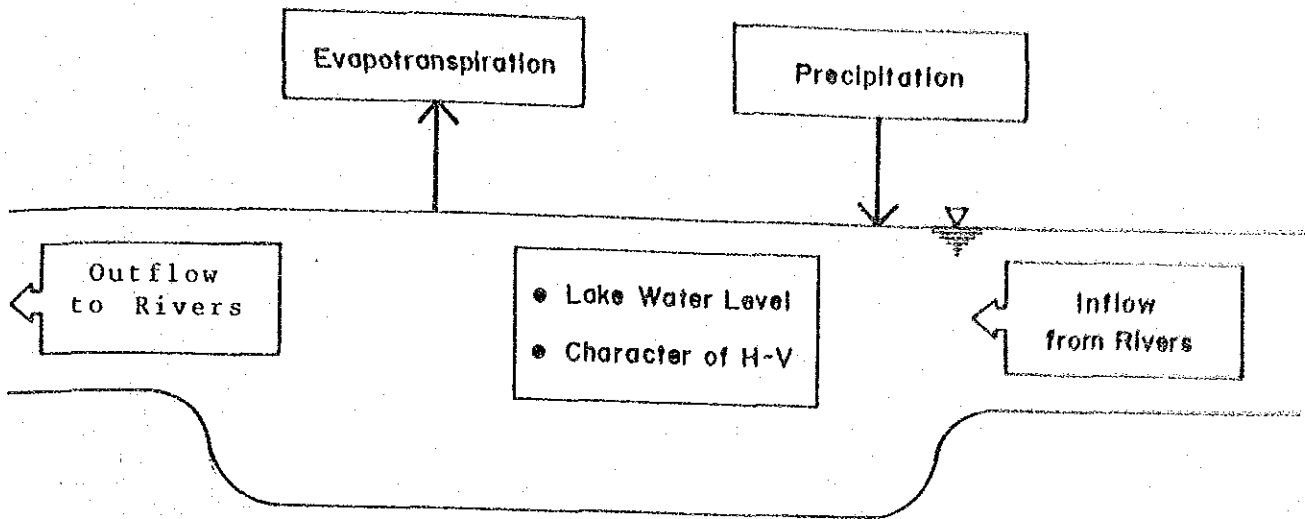 Evapotranspiration
Precipitation
Outflow
to Rivers
● Lake Water Level
● Character of H-V
Inflow
from Rivers